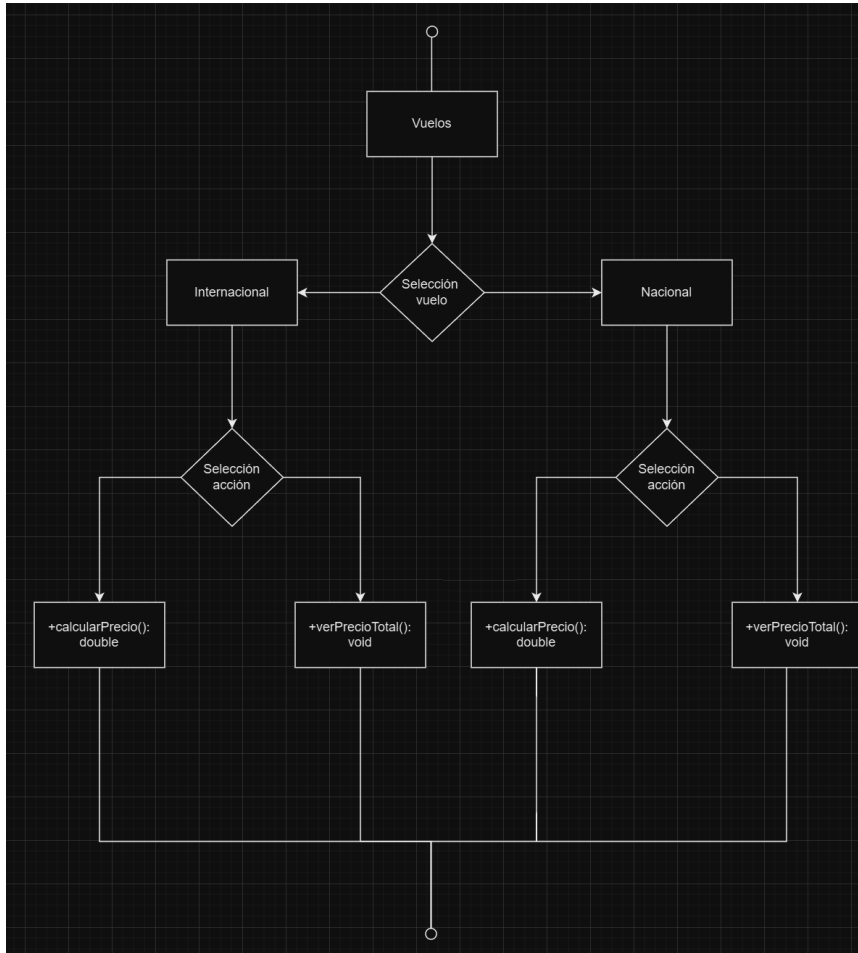 Vuelos
Selección
vuelo
Internacional
Nacional
Selección
acción
Selección
acción
+calcularPrecio():
double
+verPrecioTotal():
void
+calcularPrecio():
double
+verPrecioTotal():
void